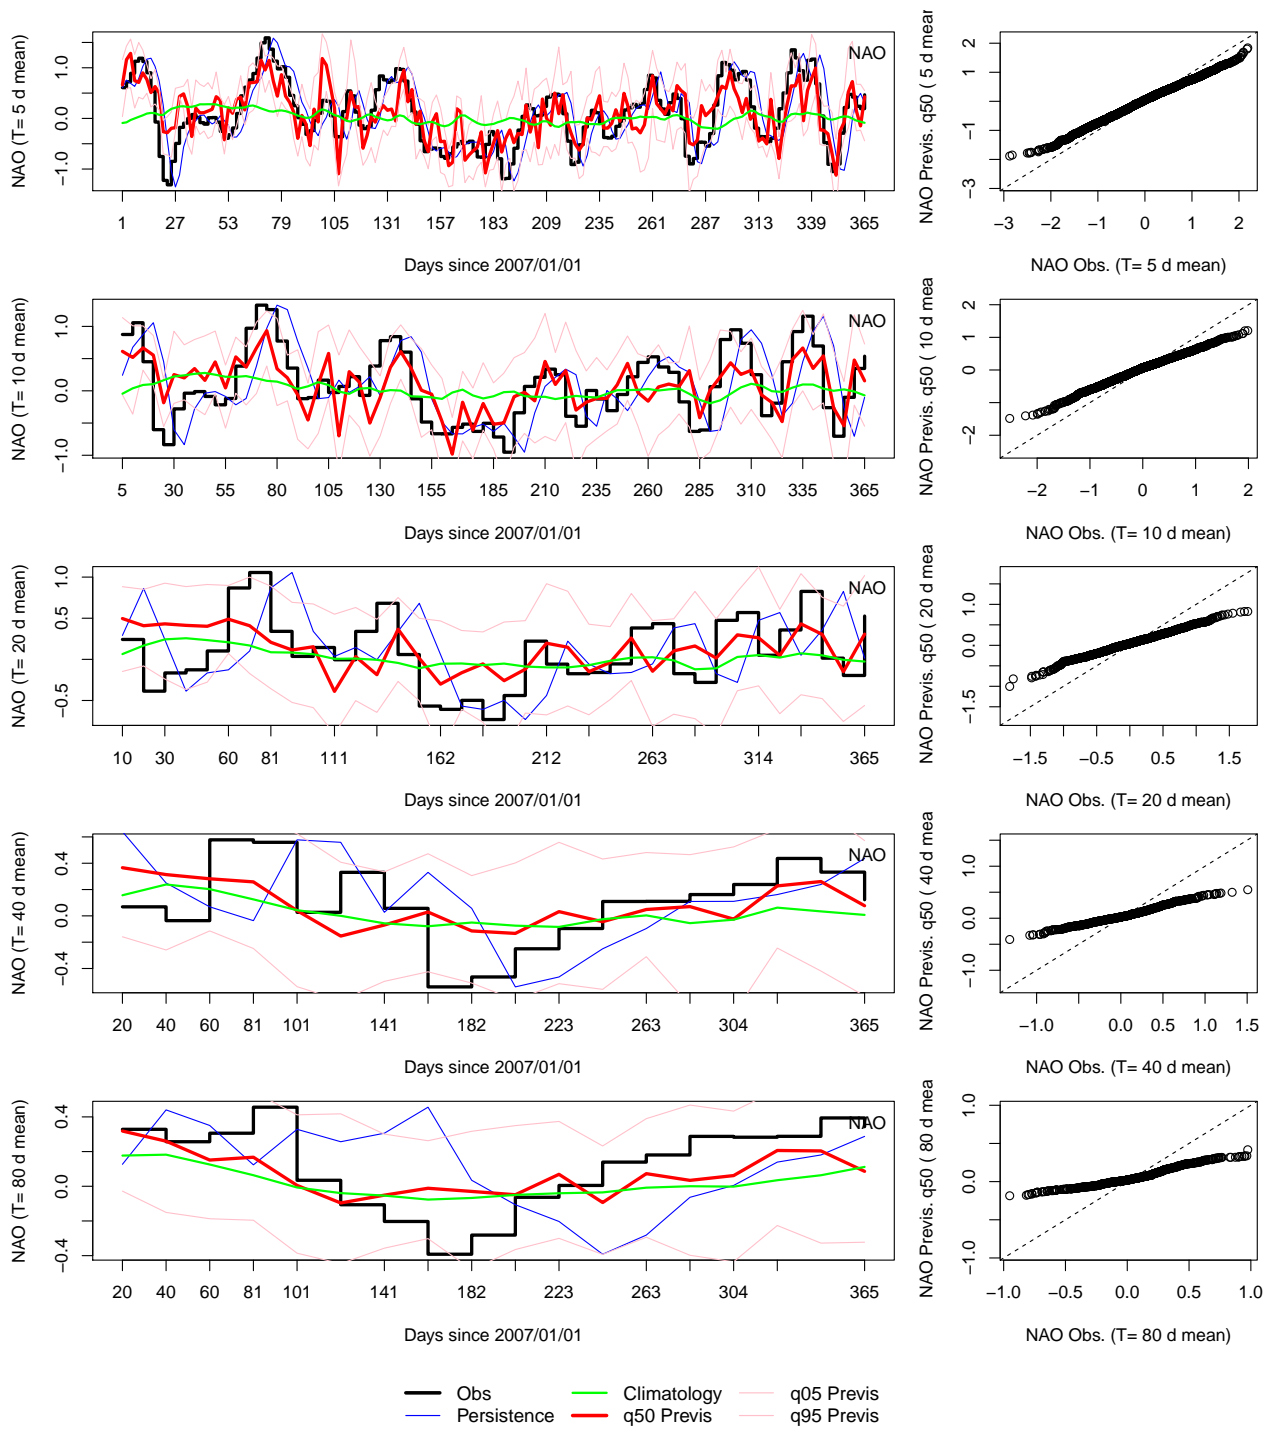 NAO (T= 5 d mean)
1.0
0.0
−1.0
NAO
1 27 53 79 105 131 157 183 209 235 261 287 313 339 365
Days since 2007/01/01
NAO Previs. q50 ( 5 d mear
2
1
−1
−3
−3 −2 −1 0 1 2
NAO Obs. (T= 5 d mean)
NAO (T= 10 d mean)
1.0
0.0
−1.0
NAO
5 30 55 80 105 130 155 185 210 235 260 285 310 335 365
Days since 2007/01/01
NAO Previs. q50 ( 10 d mea
2
1
0
−2
−2 −1 0 1 2
NAO Obs. (T= 10 d mean)
NAO (T= 20 d mean)
1.0
0.5
−0.5
NAO
10 30 60 81 111 162 212 263 314 365
Days since 2007/01/01
NAO Previs. q50 ( 20 d mea
1.0
0.0
−1.5
−1.5 −0.5 0.5 1.5
NAO Obs. (T= 20 d mean)
NAO (T= 40 d mean)
0.4
0.0
−0.4
NAO
20 40 60 81 101 141 182 223 263 304 365
Days since 2007/01/01
NAO Previs. q50 ( 40 d mea
1.0
0.0
−1.0
−1.0 0.0 0.5 1.0 1.5
NAO Obs. (T= 40 d mean)
NAO (T= 80 d mean)
0.4
0.0
−0.4
NAO
20 40 60 81 101 141 182 223 263 304 365
Days since 2007/01/01
NAO Previs. q50 ( 80 d mea
1.0
0.0
−1.0
−1.0 −0.5 0.0 0.5 1.0
NAO Obs. (T= 80 d mean)
Obs Climatology q05 Previs
Persistence q50 Previs q95 Previs